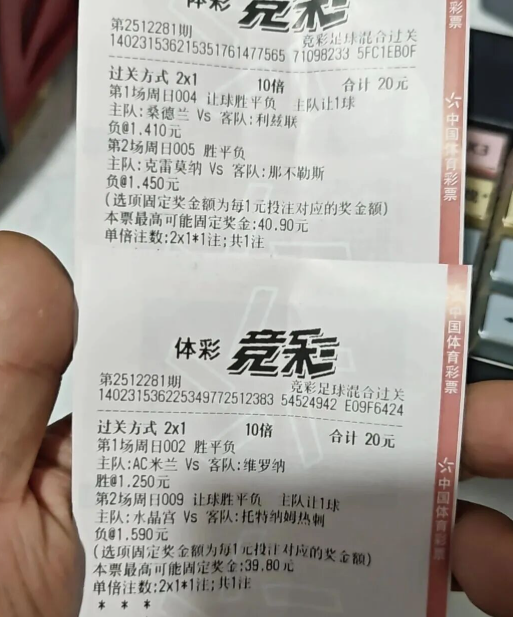 体彩 竞彩
第2512281期 竞彩足球混合过关
140231536215351761477565 71098233 5FC1EB0F
过关方式 2x1 10倍 合计 20元
第1场周日004 让球胜平负 主队让1球
主队:桑德兰 Vs 客队:利兹联
负@1.410元
第2场周日005 胜平负
主队:克雷莫纳 Vs 客队:那不勒斯
负@1.450元
(选项固定奖金额为每1元投注对应的奖金额)
本票最高可能固定奖金:40.90元
单倍注数:2x1*1注;共1注
彩票
中国体育彩票
体彩 竞彩
第2512281期 竞彩足球混合过关
140231536225349772512383 54524942 E09F6424
过关方式 2x1 10倍 合计 20元
第1场周日002 胜平负
主队:AC米兰 Vs 客队:维罗纳
胜@1.250元
第2场周日009 让球胜平负 主队让1球
主队:水晶宫 Vs 客队:托特纳姆热刺
负@1.590元
(选项固定奖金额为每1元投注对应的奖金额)
本票最高可能固定奖金:39.80元
单倍注数:2x1*1注;共1注
* * *
中国体育彩票
中国体育彩票